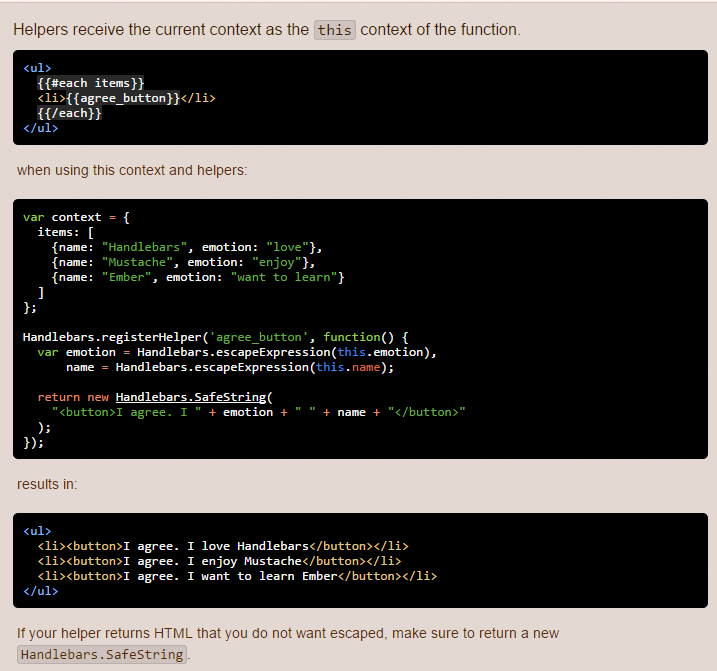 Helpers receive the current context as the this context of the function.
<ul>
  {{#each items}}
  <li>{{agree_button}}</li>
  {{/each}}
</ul>
when using this context and helpers:
var context = {
  items: [
    {name: "Handlebars", emotion: "love"},
    {name: "Mustache", emotion: "enjoy"},
    {name: "Ember", emotion: "want to learn"}
  ]
};
Handlebars.registerHelper('agree_button', function() {
  var emotion = Handlebars.escapeExpression(this.emotion),
      name = Handlebars.escapeExpression(this.name);
  return new Handlebars.SafeString(
    "<button>I agree. I " + emotion + " " + name + "</button>"
  );
});
results in:
<ul>
  <li><button>I agree. I love Handlebars</button></li>
  <li><button>I agree. I enjoy Mustache</button></li>
  <li><button>I agree. I want to learn Ember</button></li>
</ul>
If your helper returns HTML that you do not want escaped, make sure to return a new
Handlebars.SafeString.